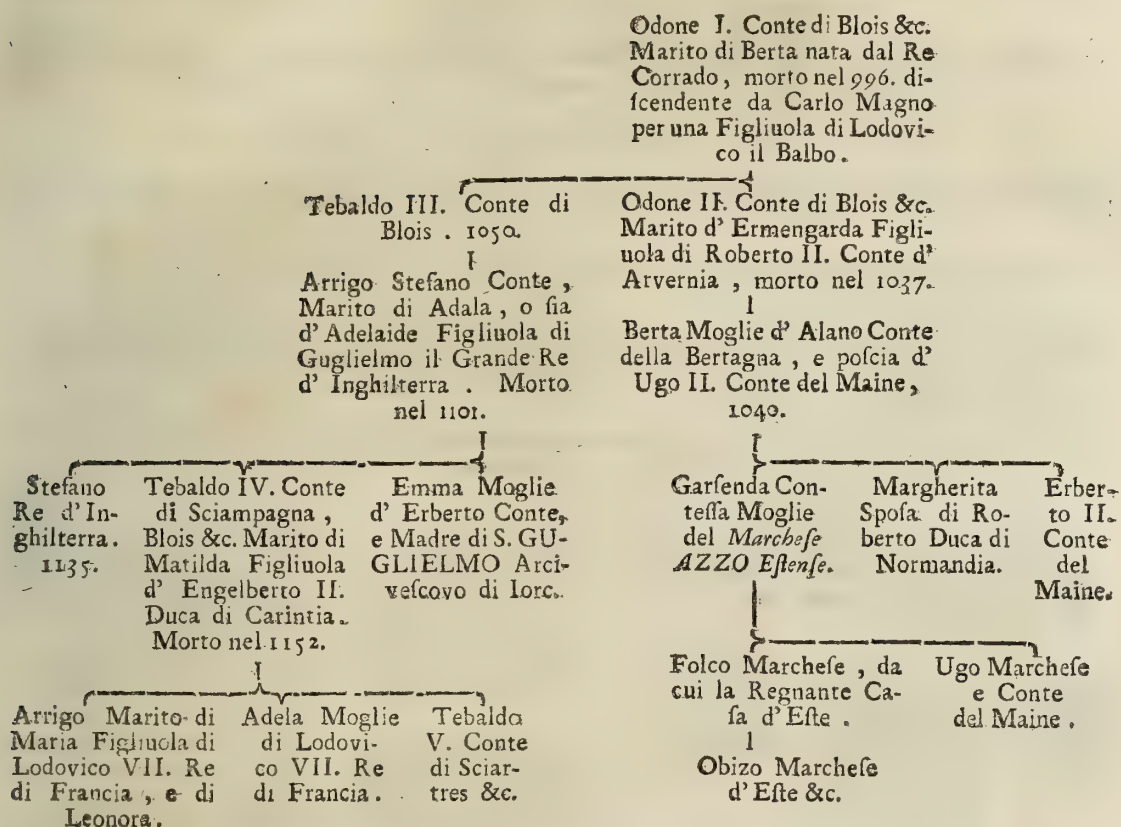 Odone I. Conte di Blois &c.
Marito di Berta nata dal Re
Corrado, morto nel 996. di-
ſcendente da Carlo Magno
per una Figliuola di Lodovi-
co il Balbo.
Tebaldo III. Conte di
Blois. 1050.
Odone II. Conte di Blois &c.
Marito d' Ermengarda Figli-
uola di Roberto II. Conte d'
Arvernia, morto nel 1037.
Arrigo Stefano Conte,
Marito di Adala, o ſia
d' Adelaide Figliuola di
Guglielmo il Grande Re
d' Inghilterra. Morto
nel 1101.
Berta Moglie d' Alano Conte
della Bertagna, e poſcia d'
Ugo II. Conte del Maine,
1040.
Stefano
Re d' In-
ghilterra.
1135.
Tebaldo IV. Conte
di Sciampagna,
Blois &c. Marito di
Matilda Figliuola
d' Engelberto II.
Duca di Carintia.
Morto nel 1152.
Emma Moglie
d' Erberto Conte,
e Madre di S. GU-
GLIELMO Arci-
veſcovo di Iorc.
Garſenda Con-
teſſa Moglie
del Marcheſe
AZZO Eſtenſe.
Margherita
Spoſa di Ro-
berto Duca di
Normandia.
Erber-
to II.
Conte
del
Maine.
Arrigo Marito di
Maria Figliuola di
Lodovico VII. Re
di Francia, e di
Leonora.
Adela Moglie
di Lodovi-
co VII. Re
di Francia.
Tebaldo
V. Conte
di Sciar-
tres &c.
Folco Marcheſe, da
cui la Regnante Ca-
ſa d' Eſte.
Ugo Marcheſe
e Conte
del Maine.
Obizo Marcheſe
d' Eſte &c.